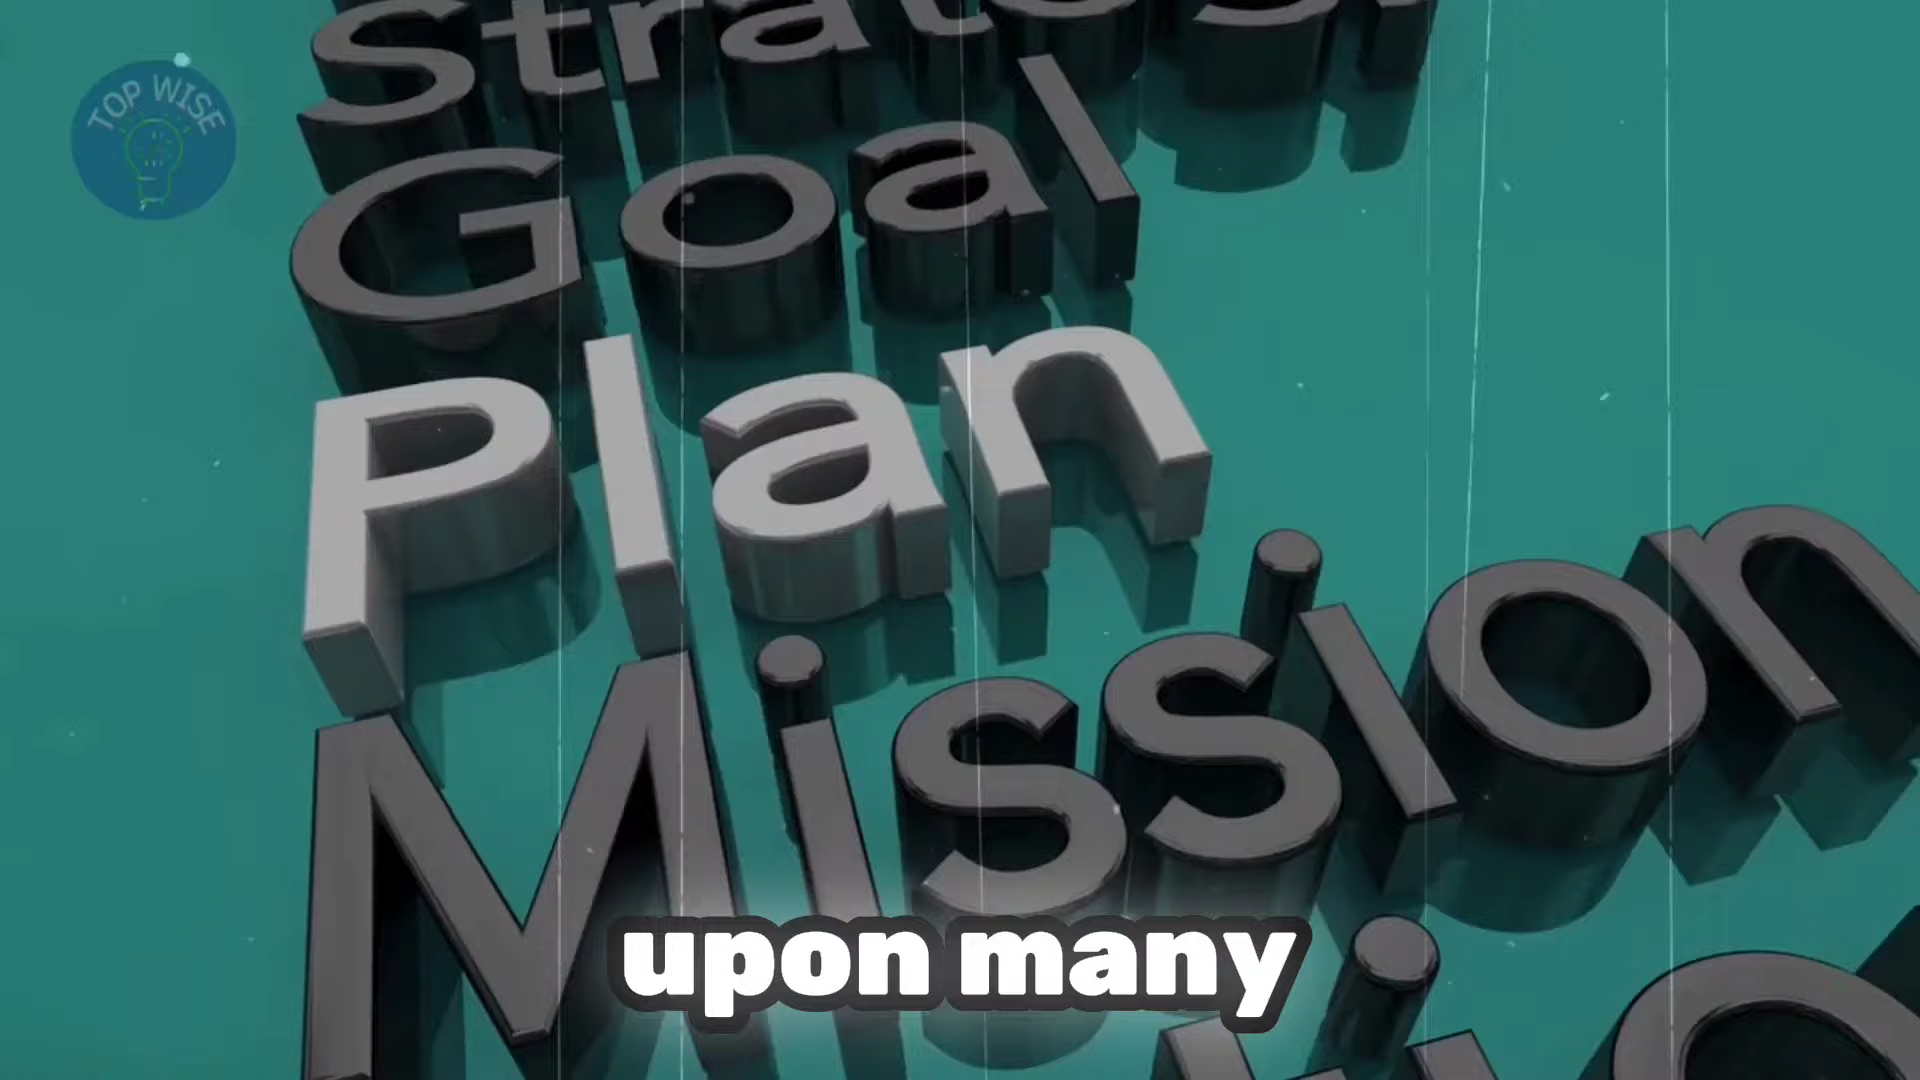 TOP WISE
Goal
Plan
Mission
upon many